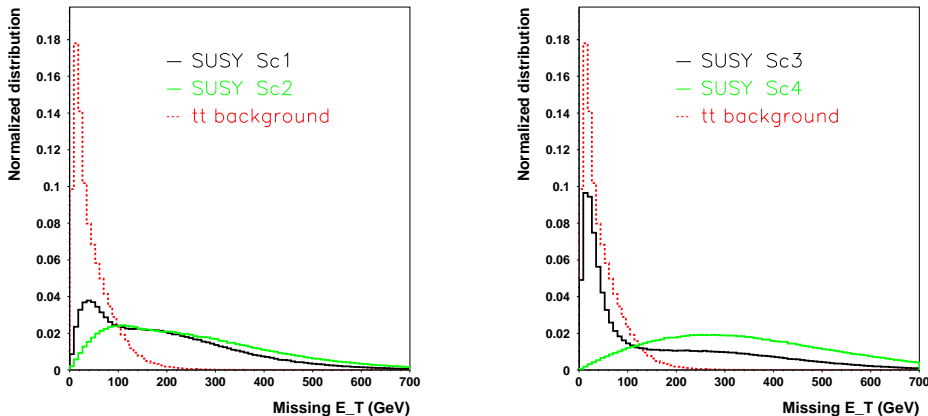 Normalized distribution
0.18
0.16
0.14
0.12
0.1
0.08
0.06
0.04
0.02
0
0 100 200 300 400 500 600 700
Missing E_T (GeV)
SUSY Sc1
SUSY Sc2
tt background
Normalized distribution
0.18
0.16
0.14
0.12
0.1
0.08
0.06
0.04
0.02
0
0 100 200 300 400 500 600 700
Missing E_T (GeV)
SUSY Sc3
SUSY Sc4
tt background